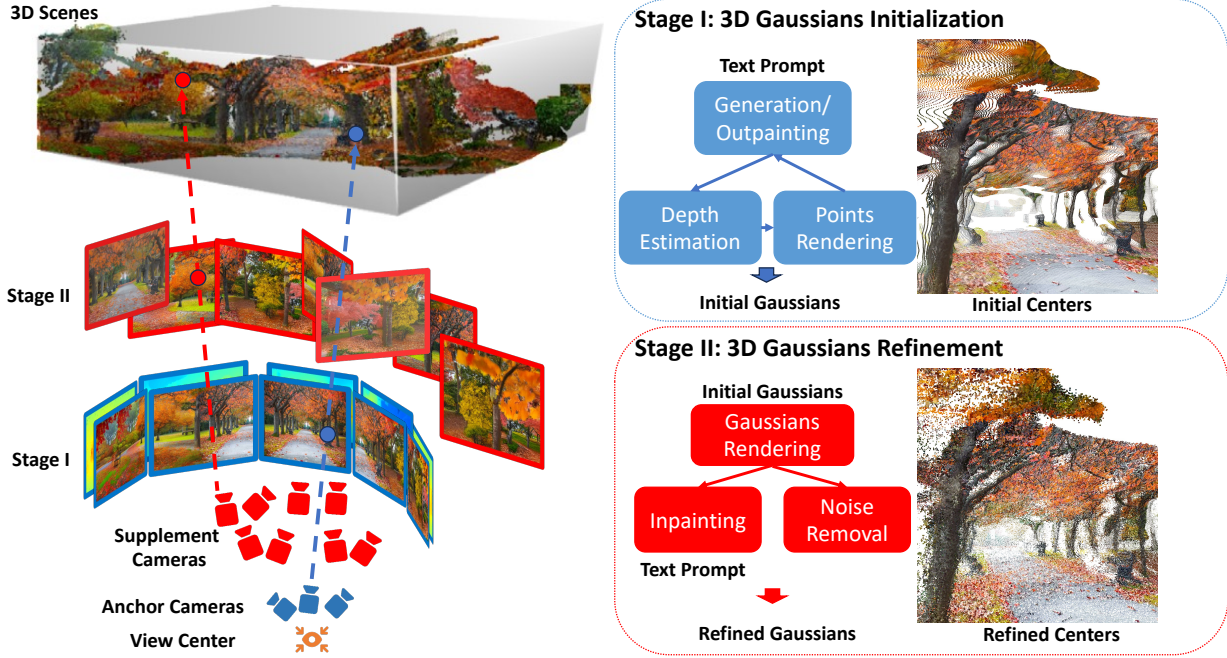 3D Scenes
Stage II
Stage I
Supplement
Cameras
Anchor Cameras
View Center
Stage I: 3D Gaussians Initialization
Text Prompt
Generation/
Outpainting
Depth
Estimation
Points
Rendering
Initial Gaussians
Initial Centers
Stage II: 3D Gaussians Refinement
Initial Gaussians
Gaussians
Rendering
Inpainting
Noise
Removal
Text Prompt
Refined Gaussians
Refined Centers